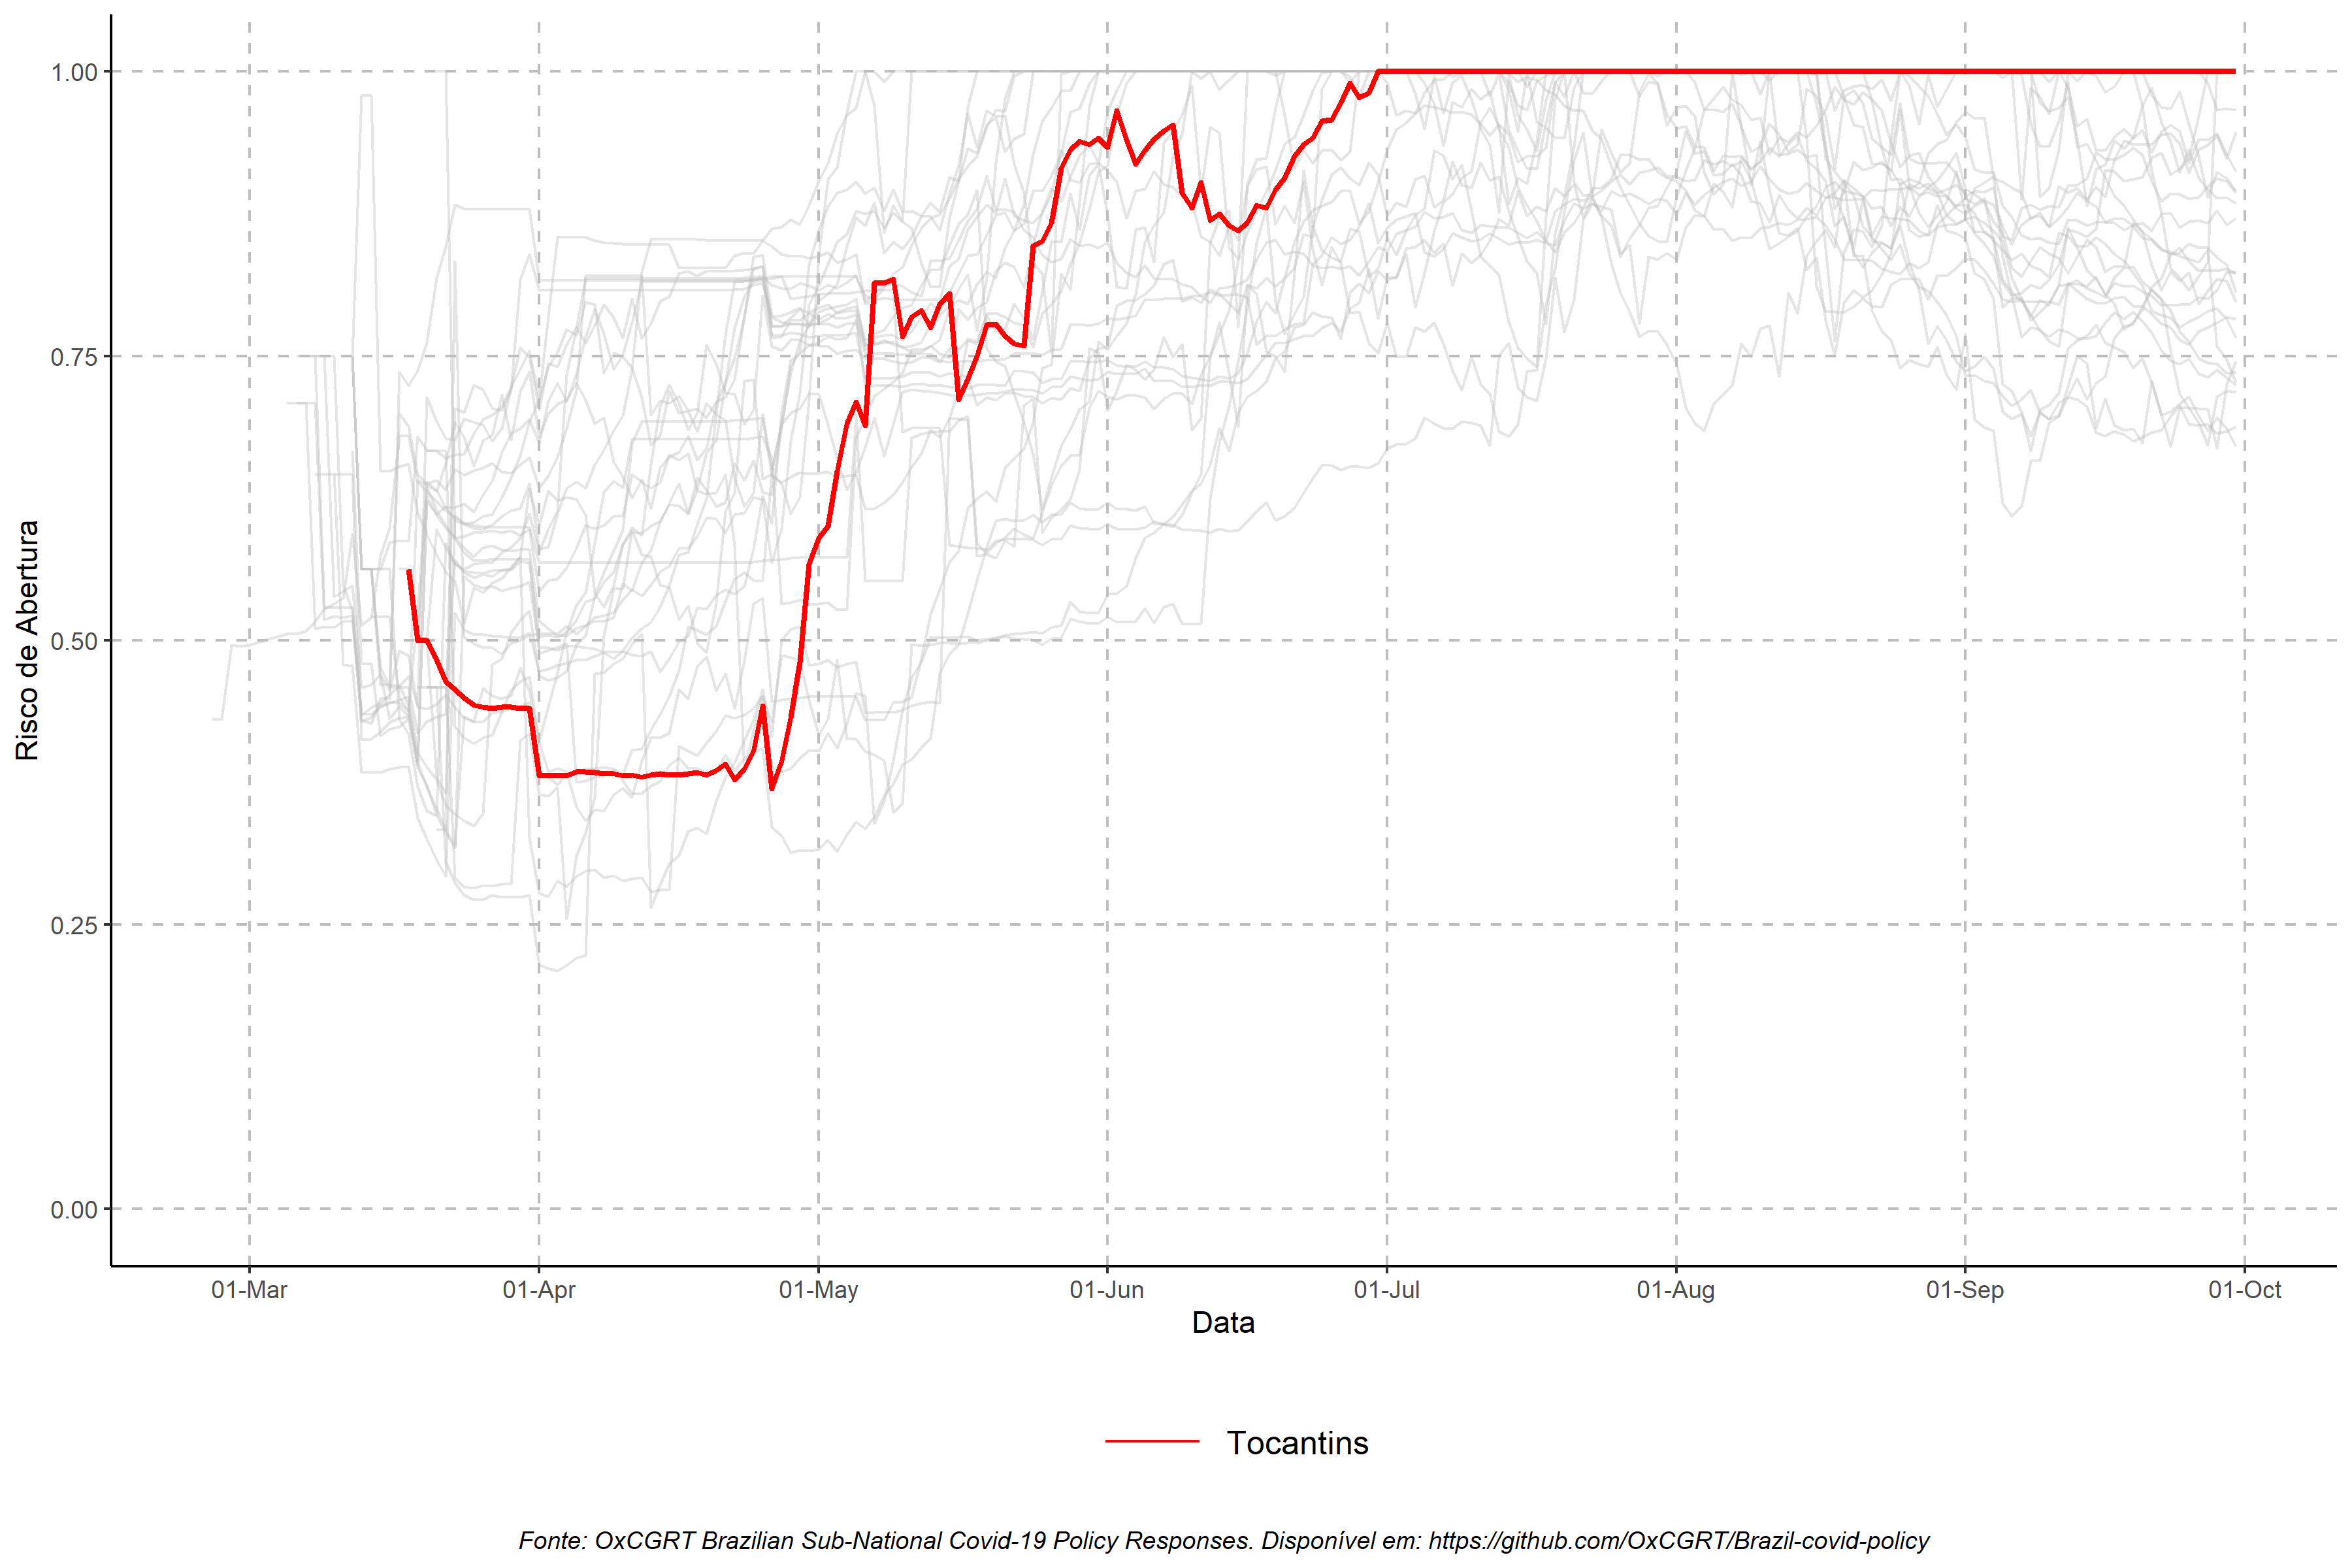 1.00
0.75
0.50
0.25
0.00
Risco de Abertura
01-Mar 01-Apr 01-May 01-Jun 01-Jul 01-Aug 01-Sep 01-Oct
Data
Tocantins
Fonte: OxCGRT Brazilian Sub-National Covid-19 Policy Responses. Disponível em: https://github.com/OxCGRT/Brazil-covid-policy